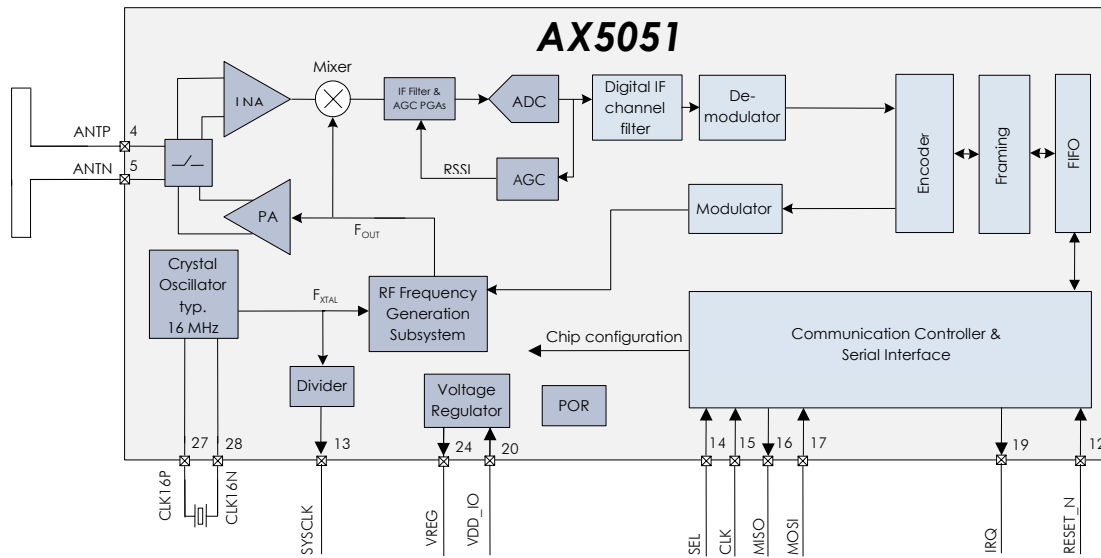 AX5051
Mixer
INA
IF Filter &
AGC PGAs
ADC
Digital IF
channel
filter
De-
modulator
Encoder
Framing
FIFO
ANTP
4
ANTN
5
RSSI
AGC
PA
Modulator
FOUT
Crystal
Oscillator
typ.
16 MHz
FXTAL
RF Frequency
Generation
Subsystem
Chip configuration
Communication Controller &
Serial Interface
Divider
Voltage
Regulator
POR
27
28
13
24
20
14
15
16
17
19
12
CLK16P
CLK16N
SYSCLK
VREG
VDD_IO
SEL
CLK
MISO
MOSI
IRQ
RESET_N